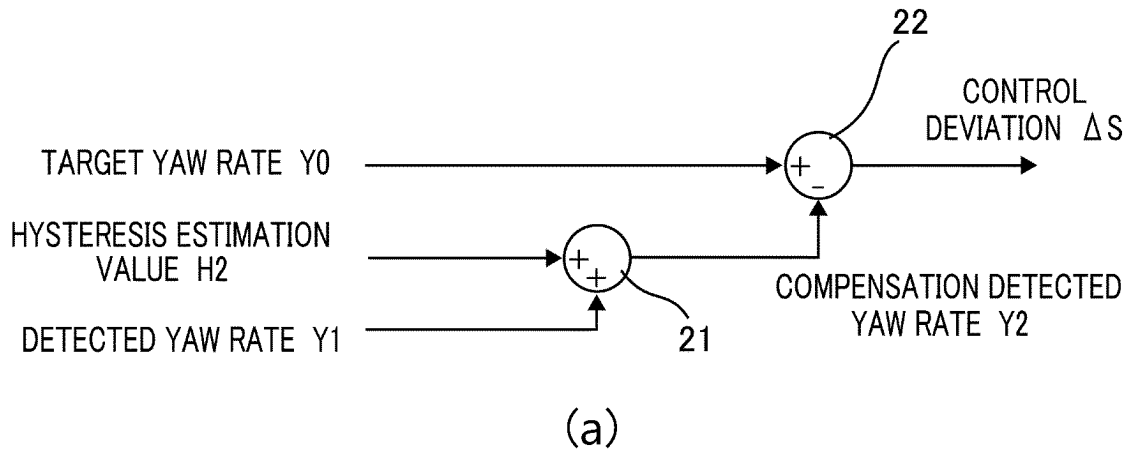 22
CONTROL
DEVIATION ΔS
TARGET YAW RATE Y0
+
-
HYSTERESIS ESTIMATION
VALUE H2
+
+
COMPENSATION DETECTED
YAW RATE Y2
DETECTED YAW RATE Y1
21
(a)